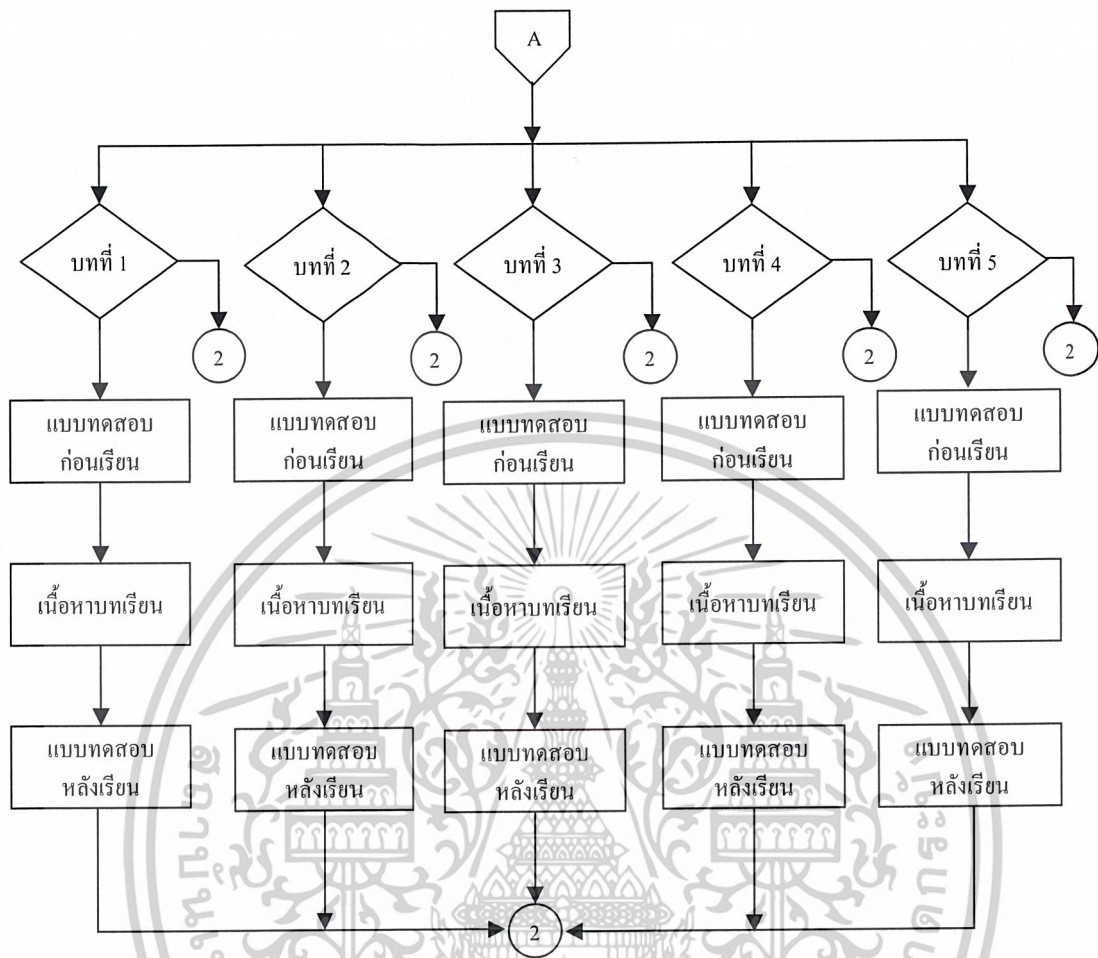 A
บทที่ 1
บทที่ 2
บทที่ 3
บทที่ 4
บทที่ 5
2
2
2
2
2
แบบทดสอบ
ก่อนเรียน
แบบทดสอบ
ก่อนเรียน
แบบทดสอบ
ก่อนเรียน
แบบทดสอบ
ก่อนเรียน
แบบทดสอบ
ก่อนเรียน
เนื้อหาบทเรียน
เนื้อหาบทเรียน
เนื้อหาบทเรียน
เนื้อหาบทเรียน
เนื้อหาบทเรียน
แบบทดสอบ
หลังเรียน
แบบทดสอบ
หลังเรียน
แบบทดสอบ
หลังเรียน
แบบทดสอบ
หลังเรียน
แบบทดสอบ
หลังเรียน
2